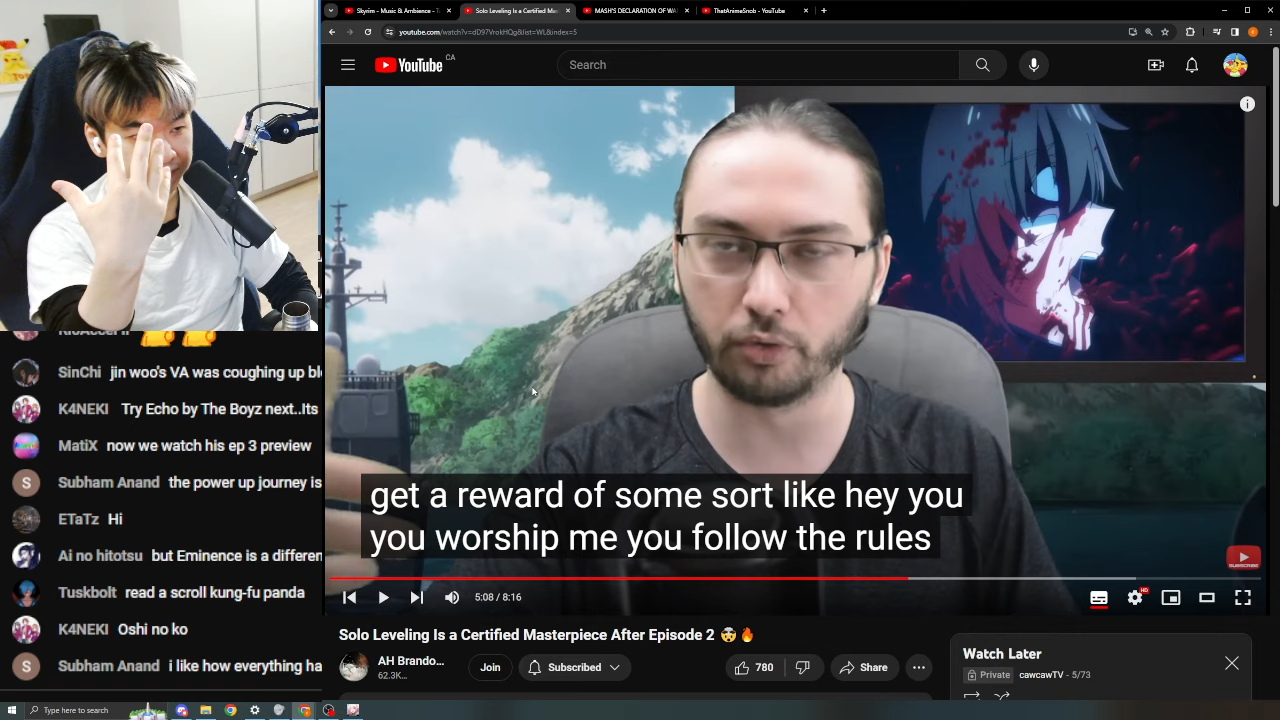 Skyrim - Music & Ambience - T
Solo Leveling Is a Certified Mas
MASH'S DECLARATION OF WA
ThatAnimeSnob - YouTube
youtube.com/watch?v=dD97VrokHQg&list=WL&index=5
YouTube CA
Search
SinChi jin woo's VA was coughing up bl
K4NEKI Try Echo by The Boyz next..Its
MatiX now we watch his ep 3 preview
Subham Anand the power up journey is
ETaTz Hi
Ai no hitotsu but Eminence is a differen
Tuskbolt read a scroll kung-fu panda
K4NEKI Oshi no ko
Subham Anand i like how everything ha
get a reward of some sort like hey you
you worship me you follow the rules
SUBSCRIBE
5:08 / 8:16
HD
Solo Leveling Is a Certified Masterpiece After Episode 2 🤯🔥
AH Brando...
62.3K...
Join
Subscribed
780
Share
Watch Later
Private cawcawTV - 5/73
Type here to search